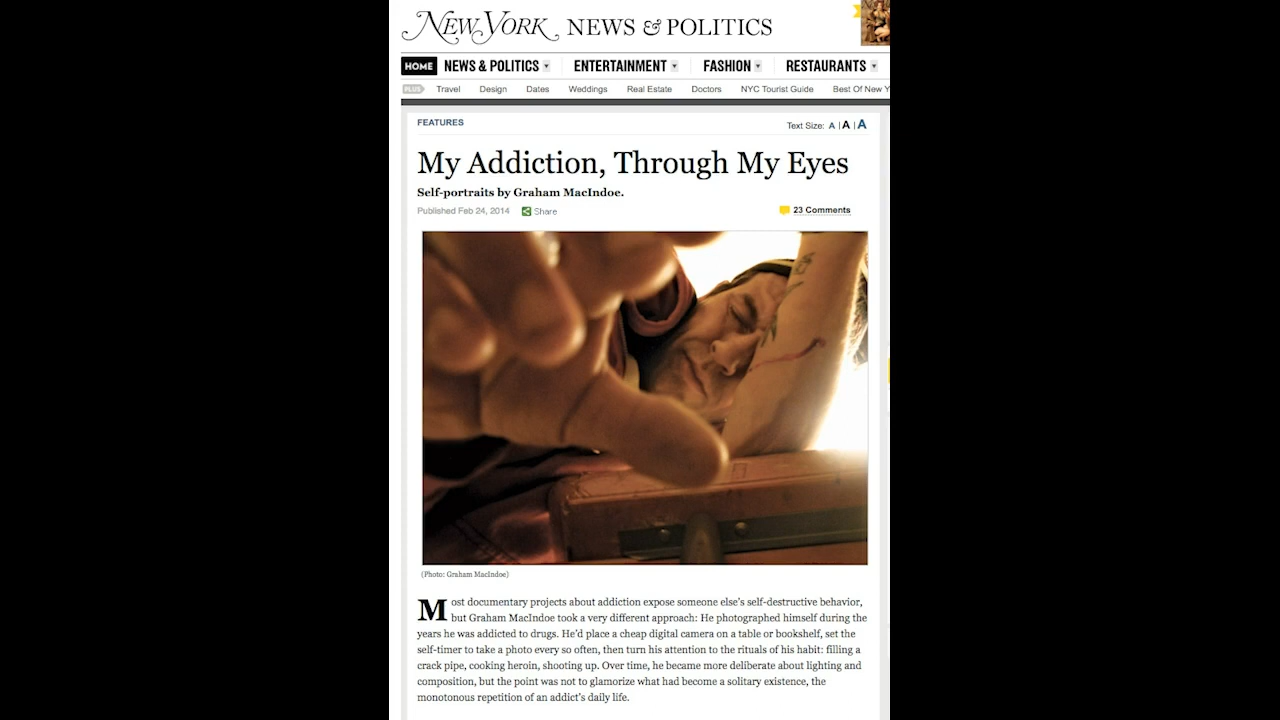 NEW YORK NEWS & POLITICS
HOME NEWS & POLITICS ENTERTAINMENT FASHION RESTAURANTS
PLUS Travel Design Dates Weddings Real Estate Doctors NYC Tourist Guide Best Of New Y
FEATURES
Text Size: A | A | A
My Addiction, Through My Eyes
Self-portraits by Graham MacIndoe.
Published Feb 24, 2014 Share
23 Comments
(Photo: Graham MacIndoe)
Most documentary projects about addiction expose someone else's self-destructive behavior,
but Graham MacIndoe took a very different approach: He photographed himself during the
years he was addicted to drugs. He'd place a cheap digital camera on a table or bookshelf, set the
self-timer to take a photo every so often, then turn his attention to the rituals of his habit: filling a
crack pipe, cooking heroin, shooting up. Over time, he became more deliberate about lighting and
composition, but the point was not to glamorize what had become a solitary existence, the
monotonous repetition of an addict's daily life.